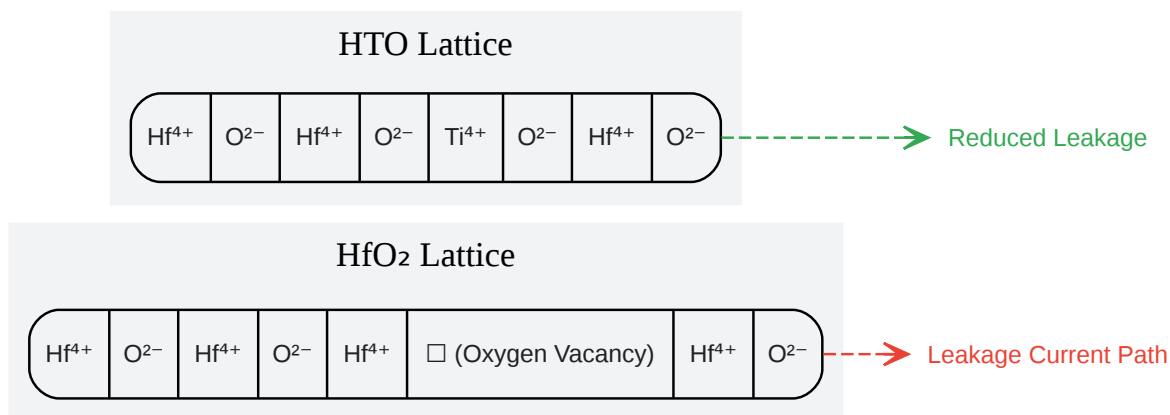 HTO Lattice
Hf⁴⁺ O²⁻ Hf⁴⁺ O²⁻ Ti⁴⁺ O²⁻ Hf⁴⁺ O²⁻ Reduced Leakage
HfO₂ Lattice
Hf⁴⁺ O²⁻ Hf⁴⁺ O²⁻ Hf⁴⁺ □ (Oxygen Vacancy) Hf⁴⁺ O²⁻ Leakage Current Path